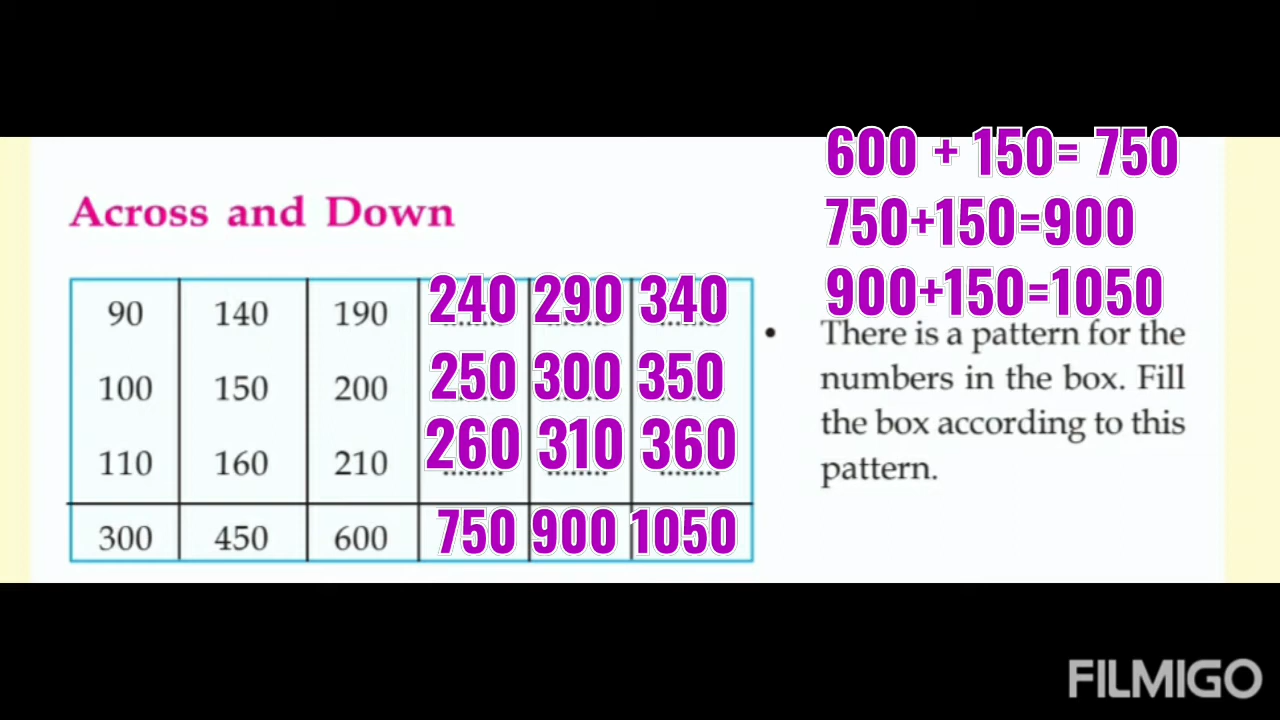 600 + 150= 750
750+150=900
900+150=1050
Across and Down
90 140 190 240 290 340
100 150 200 250 300 350
110 160 210 260 310 360
300 450 600 750 900 1050
• There is a pattern for the
numbers in the box. Fill
the box according to this
pattern.
FILMIGO